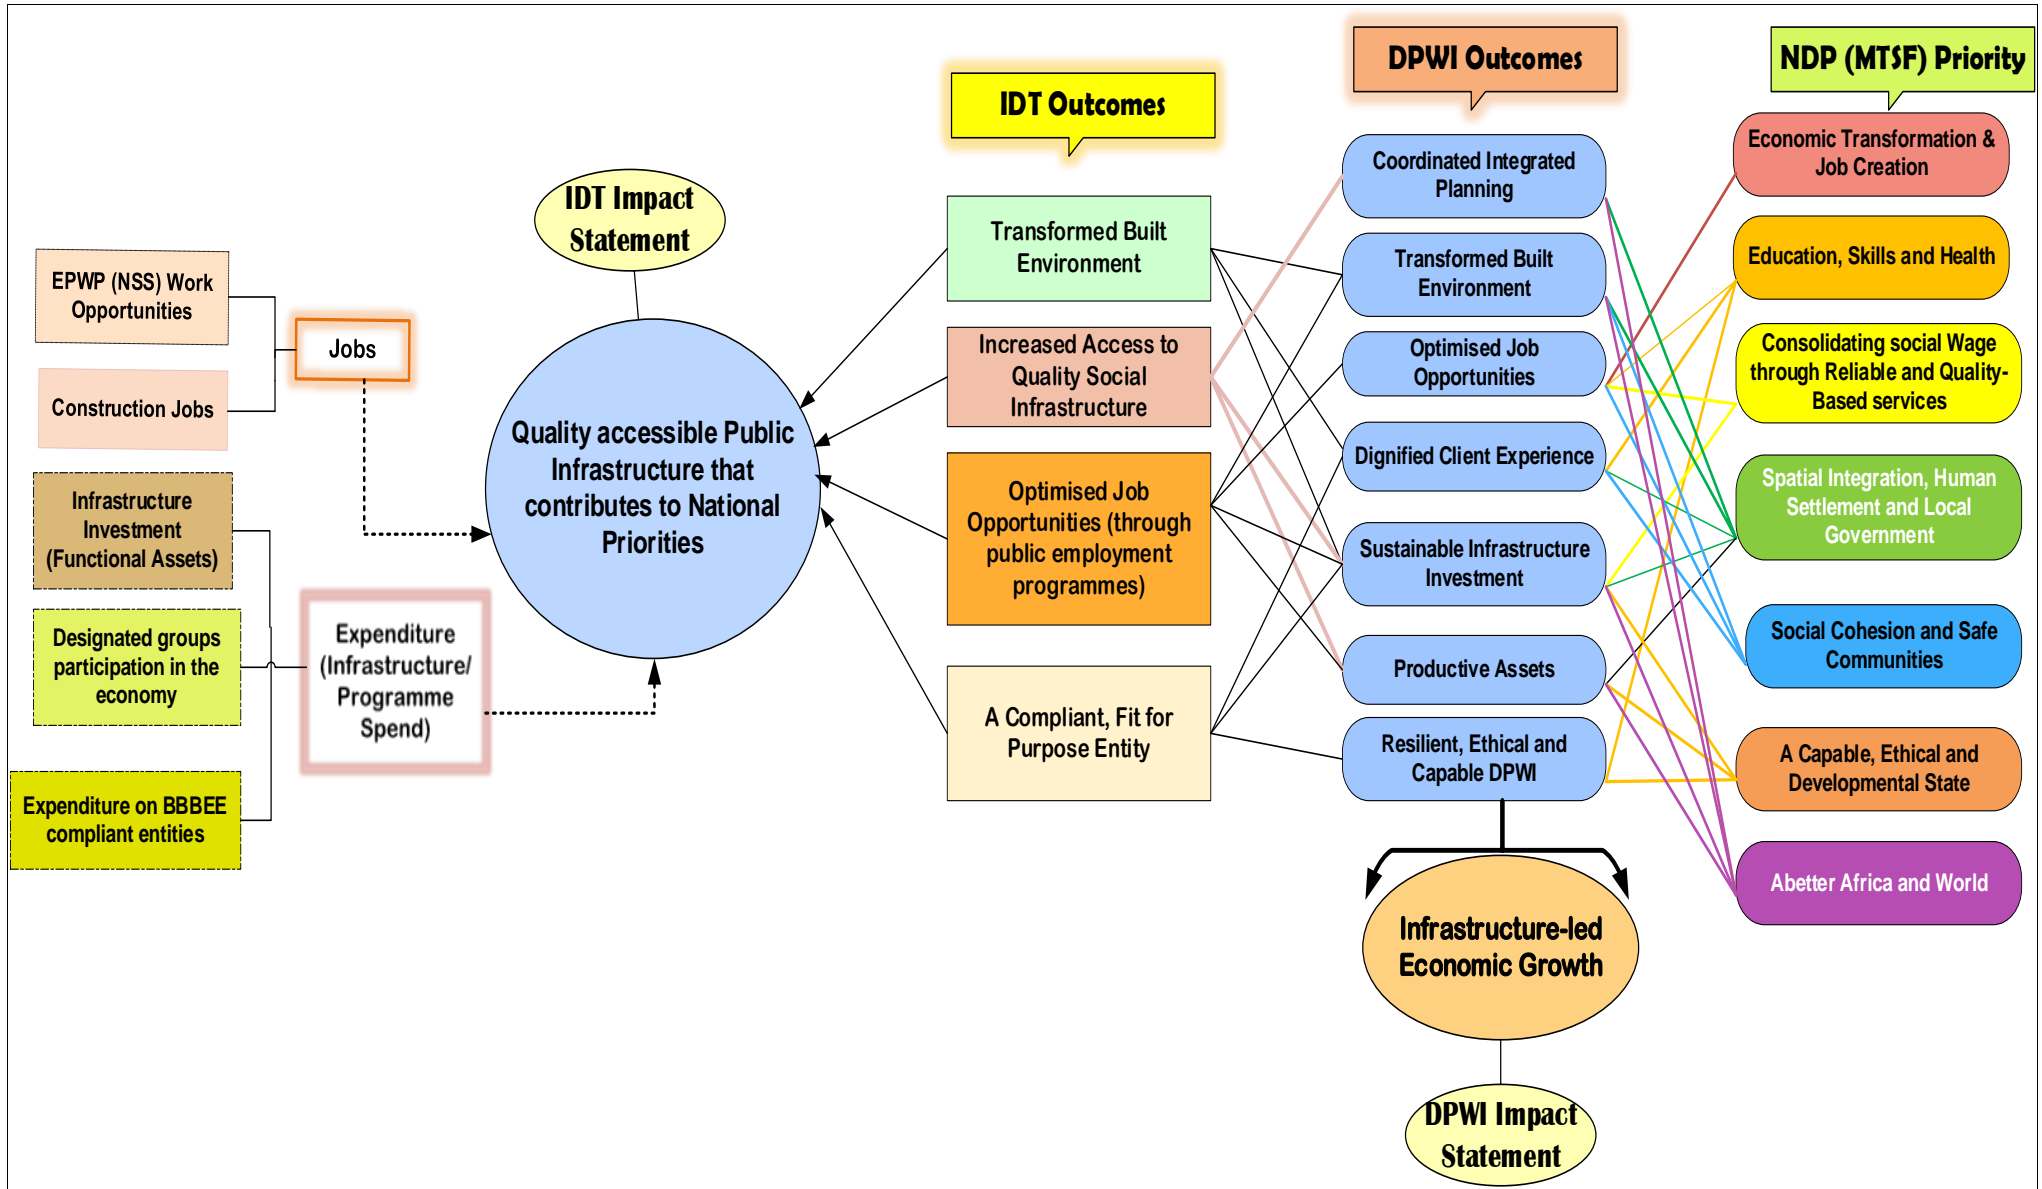 EPWP (NSS) Work
Opportunities
Construction Jobs
Jobs
Infrastructure
Investment
(Functional Assets)
Designated groups
participation in the
economy
Expenditure on BBBEE
compliant entities
Expenditure
(Infrastructure/
Programme
Spend)
IDT Impact
Statement
Quality accessible Public
Infrastructure that
contributes to National
Priorities
IDT Outcomes
Transformed Built
Environment
Increased Access to
Quality Social
Infrastructure
Optimised Job
Opportunities (through
public employment
programmes)
A Compliant, Fit for
Purpose Entity
DPWI Outcomes
Coordinated Integrated
Planning
Transformed Built
Environment
Optimised Job
Opportunities
Dignified Client Experience
Sustainable Infrastructure
Investment
Productive Assets
Resilient, Ethical and
Capable DPWI
Infrastructure-led
Economic Growth
DPWI Impact
Statement
NDP (MTSF) Priority
Economic Transformation &
Job Creation
Education, Skills and Health
Consolidating social Wage
through Reliable and Quality-
Based services
Spatial Integration, Human
Settlement and Local
Government
Social Cohesion and Safe
Communities
A Capable, Ethical and
Developmental State
Abetter Africa and World